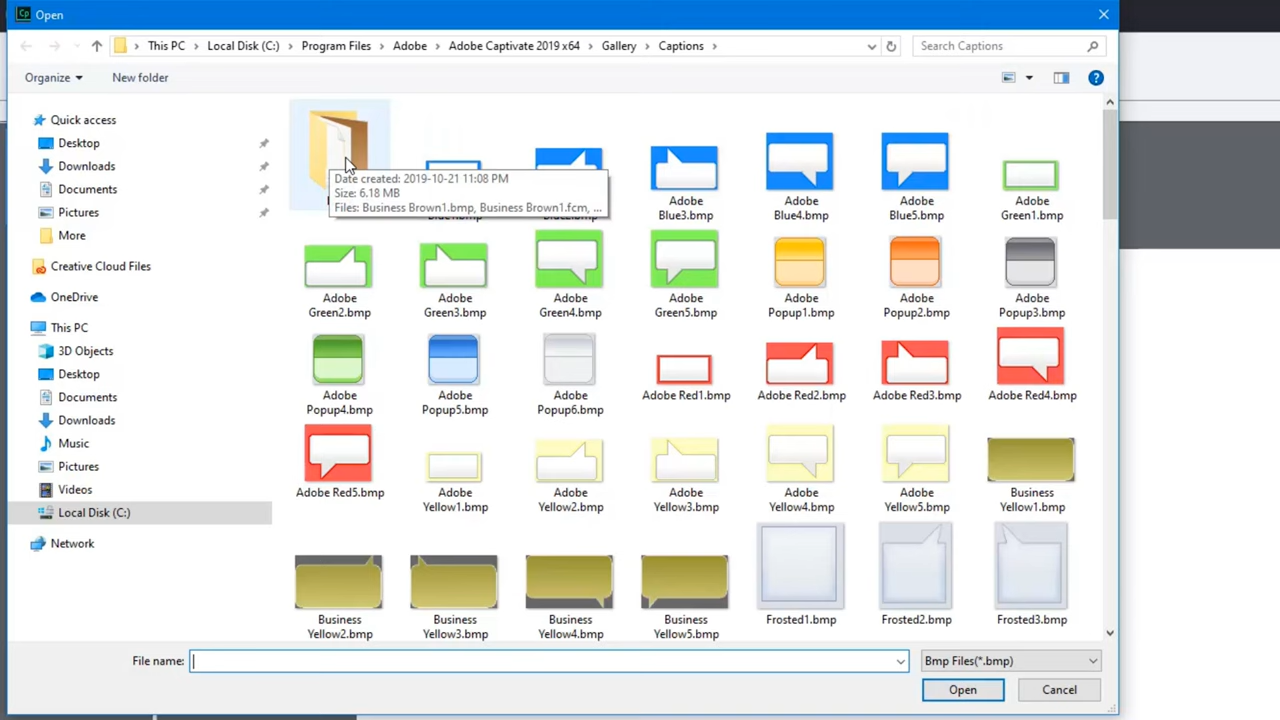 Cp Open
This PC > Local Disk (C:) > Program Files > Adobe > Adobe Captivate 2019 x64 > Gallery > Captions >
Search Captions
Organize
New folder
?
Quick access
Desktop
Downloads
Documents
Pictures
More
Creative Cloud Files
OneDrive
This PC
3D Objects
Desktop
Documents
Downloads
Music
Pictures
Videos
Local Disk (C:)
Network
Date created: 2019-10-21 11:08 PM
Size: 6.18 MB
Files: Business Brown1.bmp, Business Brown1.fcm, ...
Adobe
Blue3.bmp
Adobe
Blue4.bmp
Adobe
Blue5.bmp
Adobe
Green1.bmp
Adobe
Green2.bmp
Adobe
Green3.bmp
Adobe
Green4.bmp
Adobe
Green5.bmp
Adobe
Popup1.bmp
Adobe
Popup2.bmp
Adobe
Popup3.bmp
Adobe
Popup4.bmp
Adobe
Popup5.bmp
Adobe
Popup6.bmp
Adobe Red1.bmp
Adobe Red2.bmp
Adobe Red3.bmp
Adobe Red4.bmp
Adobe Red5.bmp
Adobe
Yellow1.bmp
Adobe
Yellow2.bmp
Adobe
Yellow3.bmp
Adobe
Yellow4.bmp
Adobe
Yellow5.bmp
Business
Yellow1.bmp
Business
Yellow2.bmp
Business
Yellow3.bmp
Business
Yellow4.bmp
Business
Yellow5.bmp
Frosted1.bmp
Frosted2.bmp
Frosted3.bmp
File name:
Bmp Files(*.bmp)
Open
Cancel